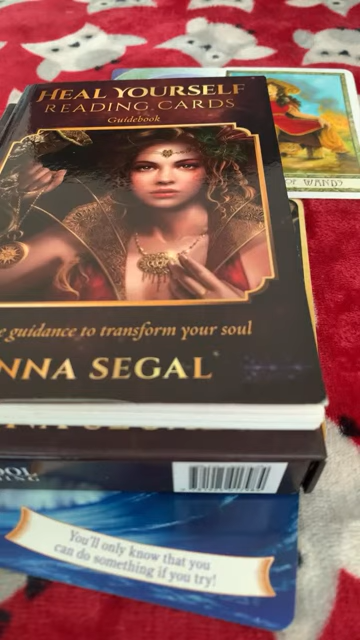 HEAL YOURSELF
READING CARDS
Guidebook
OF WANDS
guidance to transform your soul
NNA SEGAL
You'll only know that you
can do something if you try!